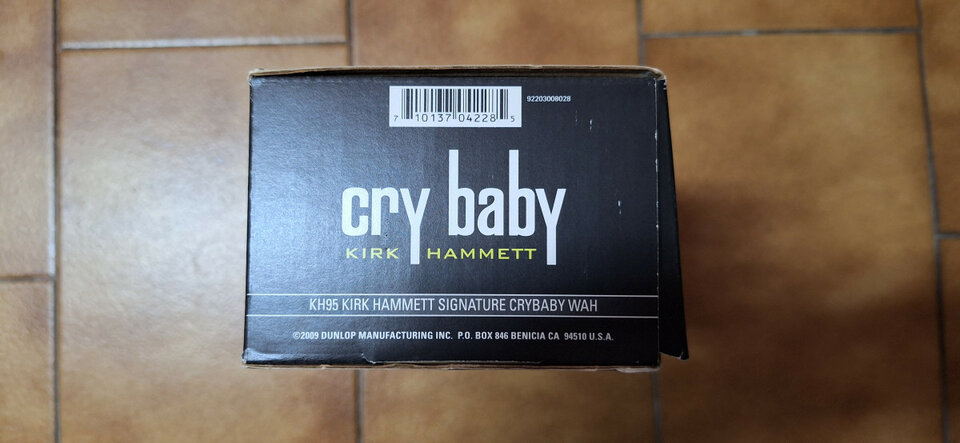 92203008028
7 10137 04228 5
cry baby
KIRK HAMMETT
KH95 KIRK HAMMETT SIGNATURE CRYBABY WAH
©2009 DUNLOP MANUFACTURING INC. P.O. BOX 846 BENICIA CA 94510 U.S.A.